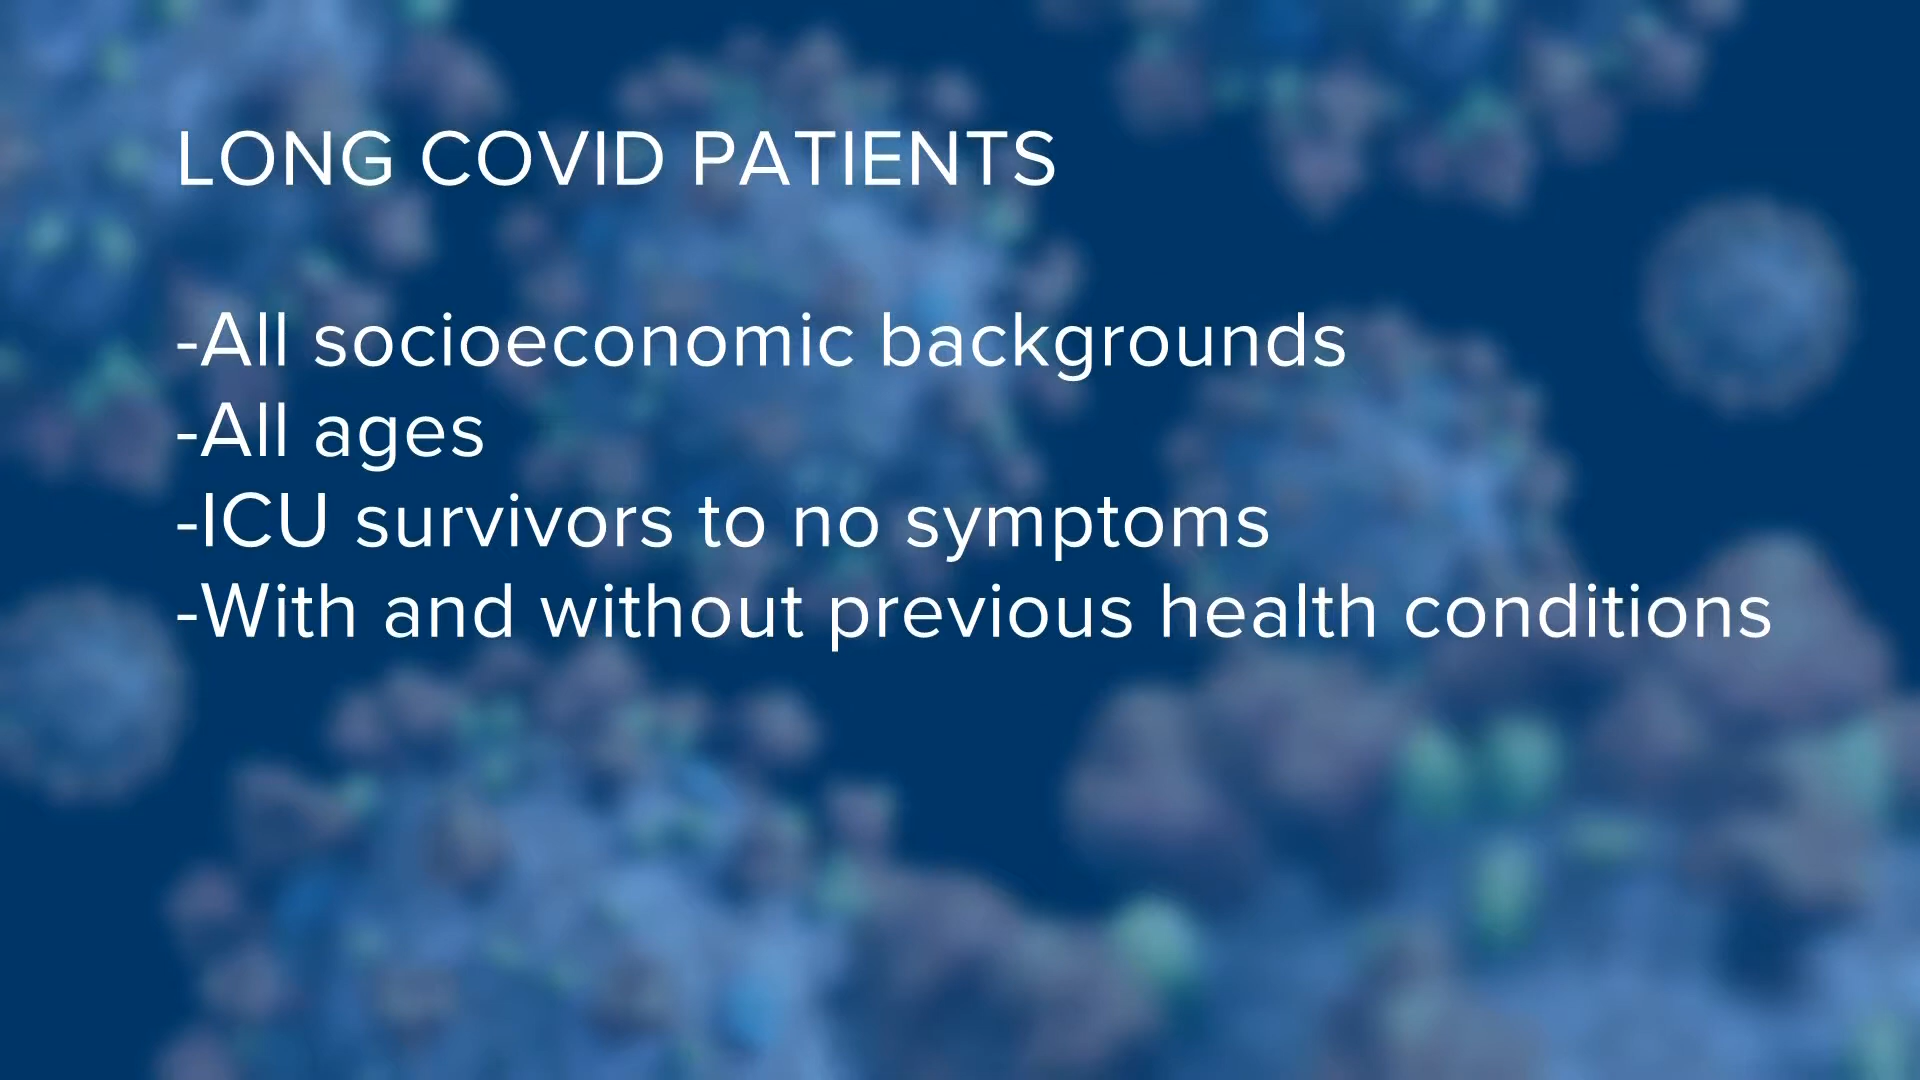 LONG COVID PATIENTS
-All socioeconomic backgrounds
-All ages
-ICU survivors to no symptoms
-With and without previous health conditions